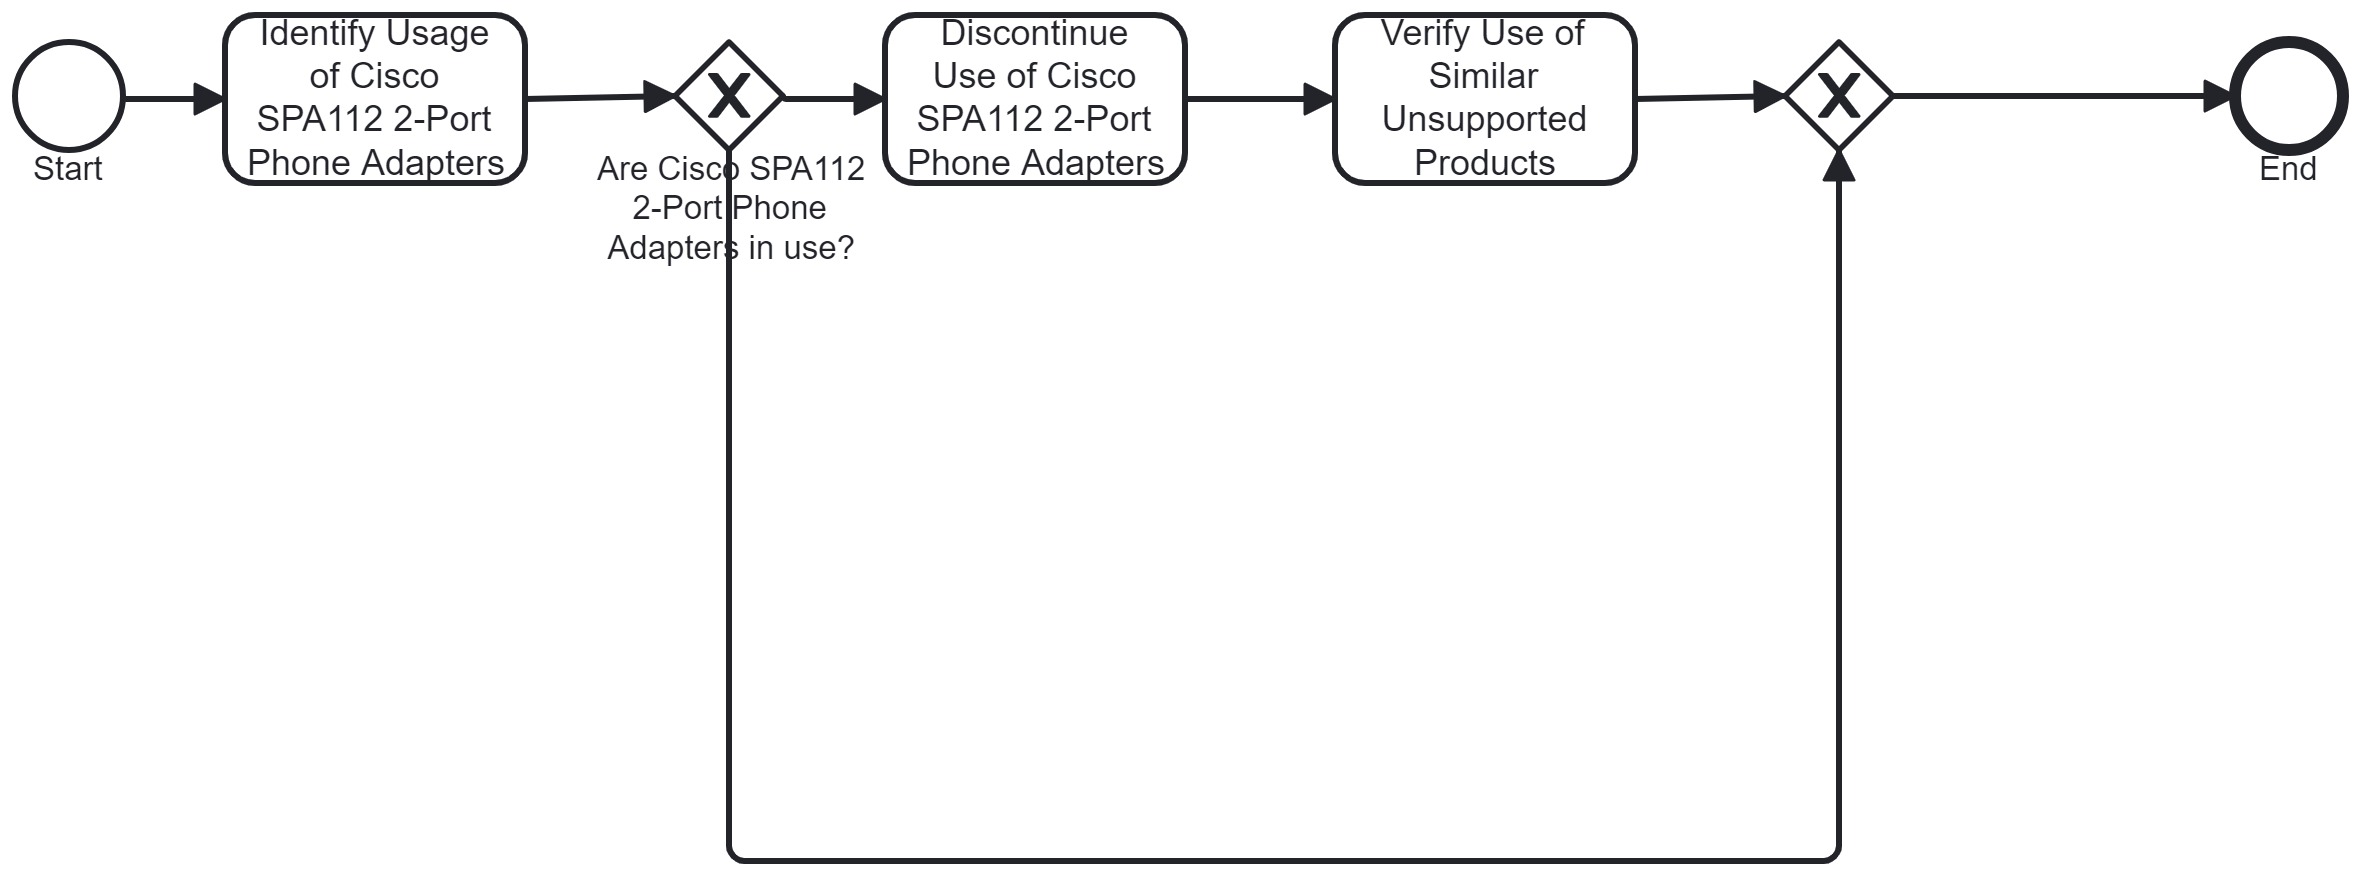 Start
Identify Usage
of Cisco
SPA112 2-Port
Phone Adapters
X
Are Cisco SPA112
2-Port Phone
Adapters in use?
Discontinue
Use of Cisco
SPA112 2-Port
Phone Adapters
Verify Use of
Similar
Unsupported
Products
X
End